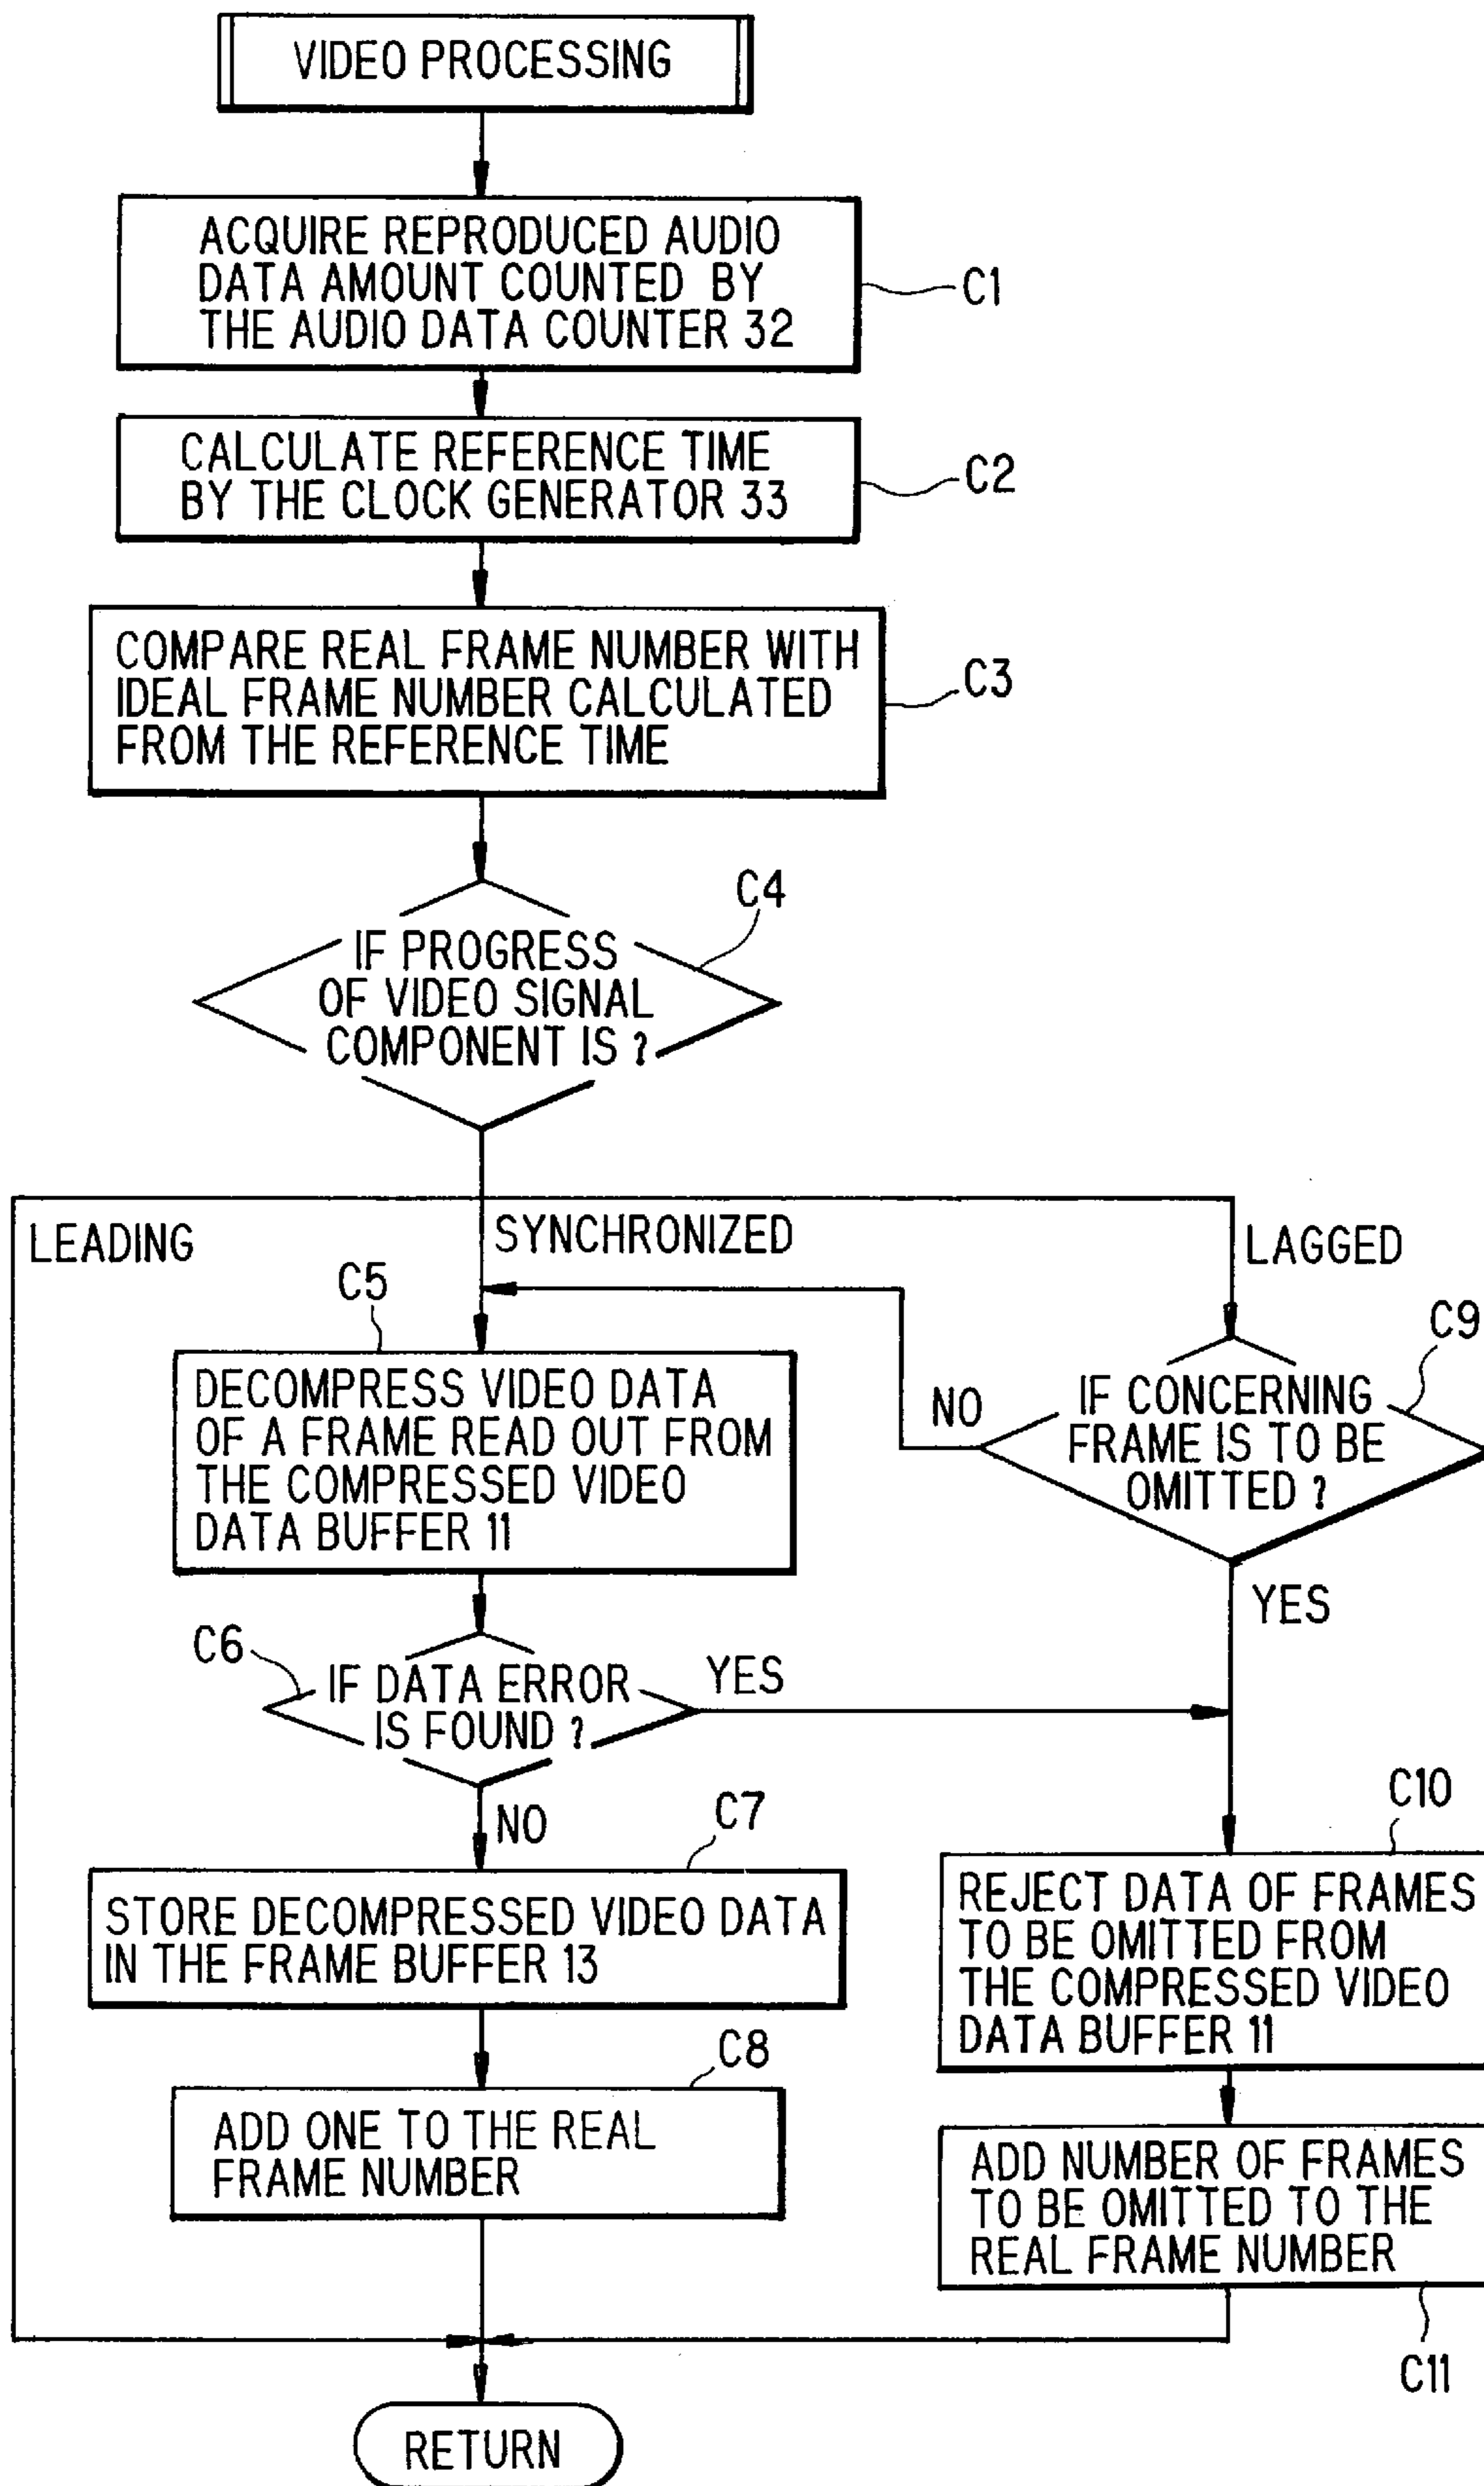 VIDEO PROCESSING
ACQUIRE REPRODUCED AUDIO
DATA AMOUNT COUNTED BY
THE AUDIO DATA COUNTER 32
C1
CALCULATE REFERENCE TIME
BY THE CLOCK GENERATOR 33
C2
COMPARE REAL FRAME NUMBER WITH
IDEAL FRAME NUMBER CALCULATED
FROM THE REFERENCE TIME
C3
C4
IF PROGRESS
OF VIDEO SIGNAL
COMPONENT IS ?
LEADING
SYNCHRONIZED
LAGGED
C5
DECOMPRESS VIDEO DATA
OF A FRAME READ OUT FROM
THE COMPRESSED VIDEO
DATA BUFFER 11
C9
NO
IF CONCERNING
FRAME IS TO BE
OMITTED ?
YES
C6
IF DATA ERROR
IS FOUND ?
YES
NO
C7
STORE DECOMPRESSED VIDEO DATA
IN THE FRAME BUFFER 13
C10
REJECT DATA OF FRAMES
TO BE OMITTED FROM
THE COMPRESSED VIDEO
DATA BUFFER 11
C8
ADD ONE TO THE REAL
FRAME NUMBER
ADD NUMBER OF FRAMES
TO BE OMITTED TO THE
REAL FRAME NUMBER
C11
RETURN